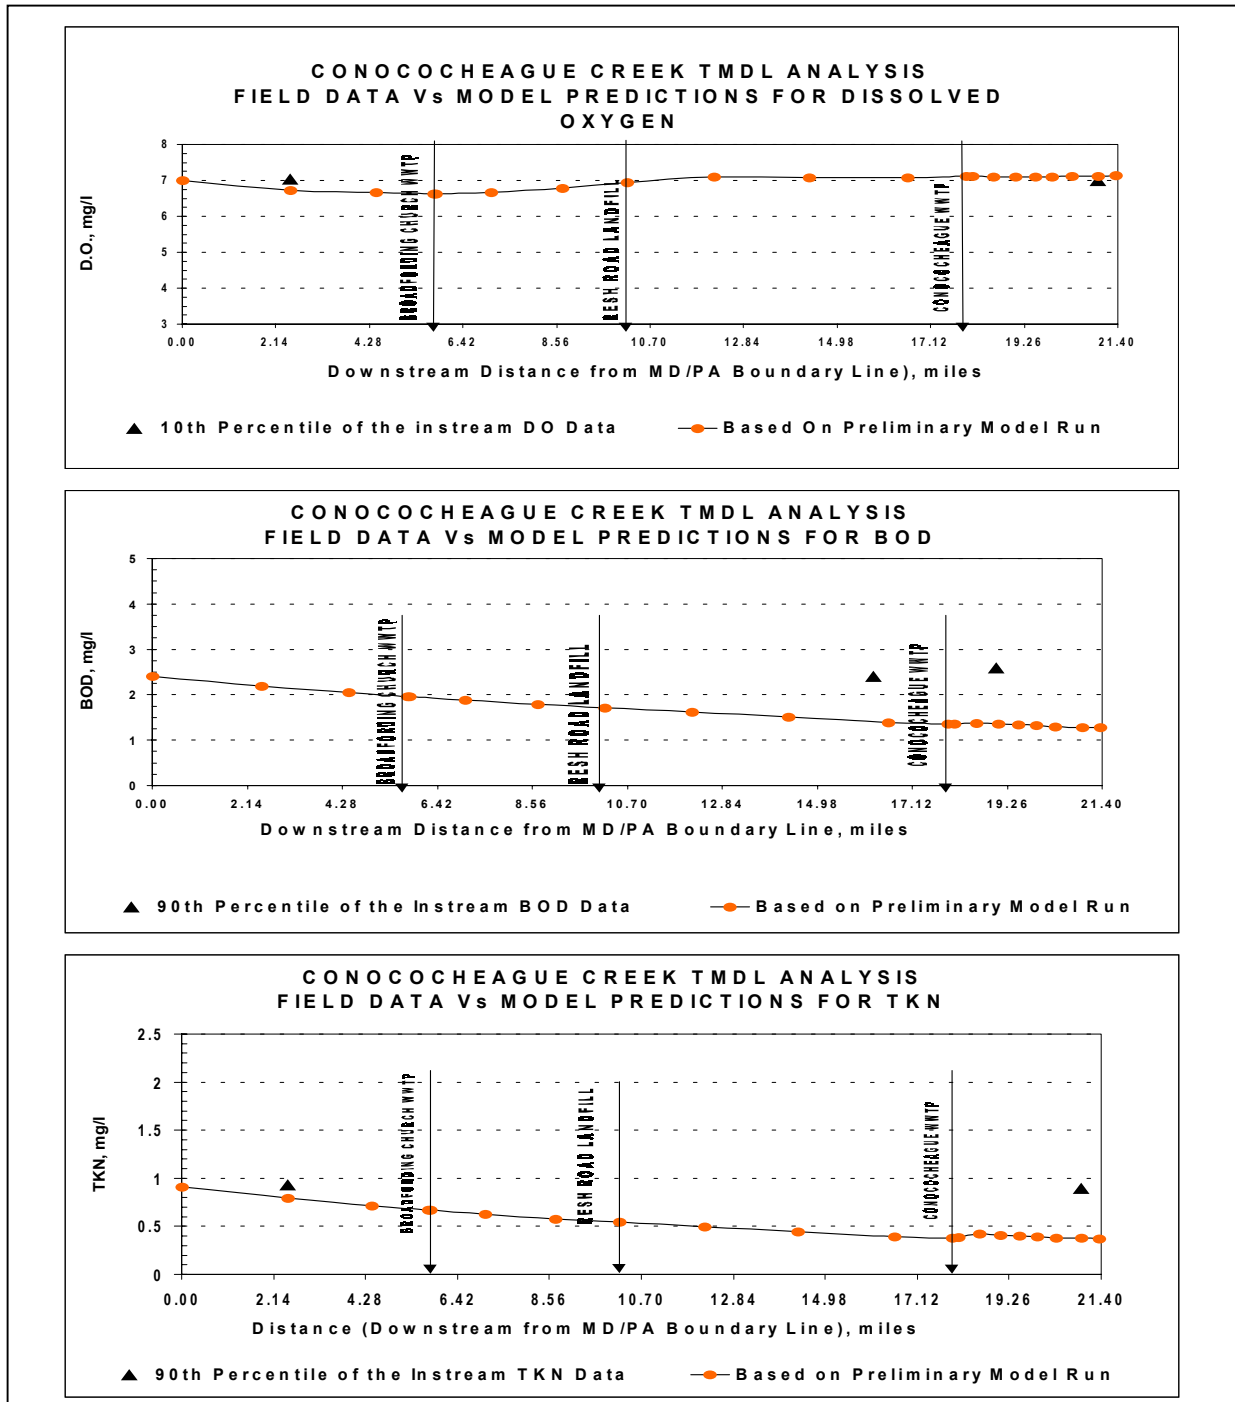 CONOCOCHEAGUE CREEK TMDL ANALYSIS
FIELD DATA Vs MODEL PREDICTIONS FOR DISSOLVED
OXYGEN
8
7
6
5
4
3
D.O., mg/l
BROADFORDING CHURCH WWTP
RESH ROAD LANDFILL
CONOCOCHEAGUE WWTP
0.00 2.14 4.28 6.42 8.56 10.70 12.84 14.98 17.12 19.26 21.40
Downstream Distance from MD/PA Boundary Line), miles
10th Percentile of the instream DO Data Based On Preliminary Model Run
CONOCOCHEAGUE CREEK TMDL ANALYSIS
FIELD DATA Vs MODEL PREDICTIONS FOR BOD
5
4
3
2
1
0
BOD, mg/l
BROADFORDING CHURCH WWTP
RESH ROAD LANDFILL
CONOCOCHEAGUE WWTP
0.00 2.14 4.28 6.42 8.56 10.70 12.84 14.98 17.12 19.26 21.40
Downstream Distance from MD/PA Boundary Line, miles
90th Percentile of the Instream BOD Data Based on Preliminary Model Run
CONOCOCHEAGUE CREEK TMDL ANALYSIS
FIELD DATA Vs MODEL PREDICTIONS FOR TKN
2.5
2
1.5
1
0.5
0
TKN, mg/l
BROADFORDING CHURCH WWTP
RESH ROAD LANDFILL
CONOCOCHEAGUE WWTP
0.00 2.14 4.28 6.42 8.56 10.70 12.84 14.98 17.12 19.26 21.40
Distance (Downstream from MD/PA Boundary Line), miles
90th Percentile of the Instream TKN Data Based on Preliminary Model Run